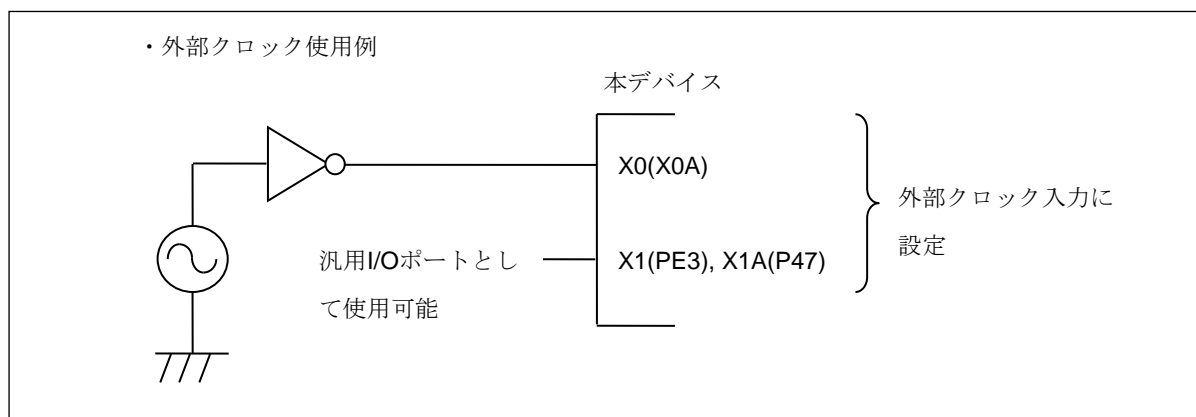 ・外部クロック使用例
本デバイス
X0(X0A)
外部クロック入力に
設定
汎用I/Oポートとし
て使用可能
X1(PE3), X1A(P47)